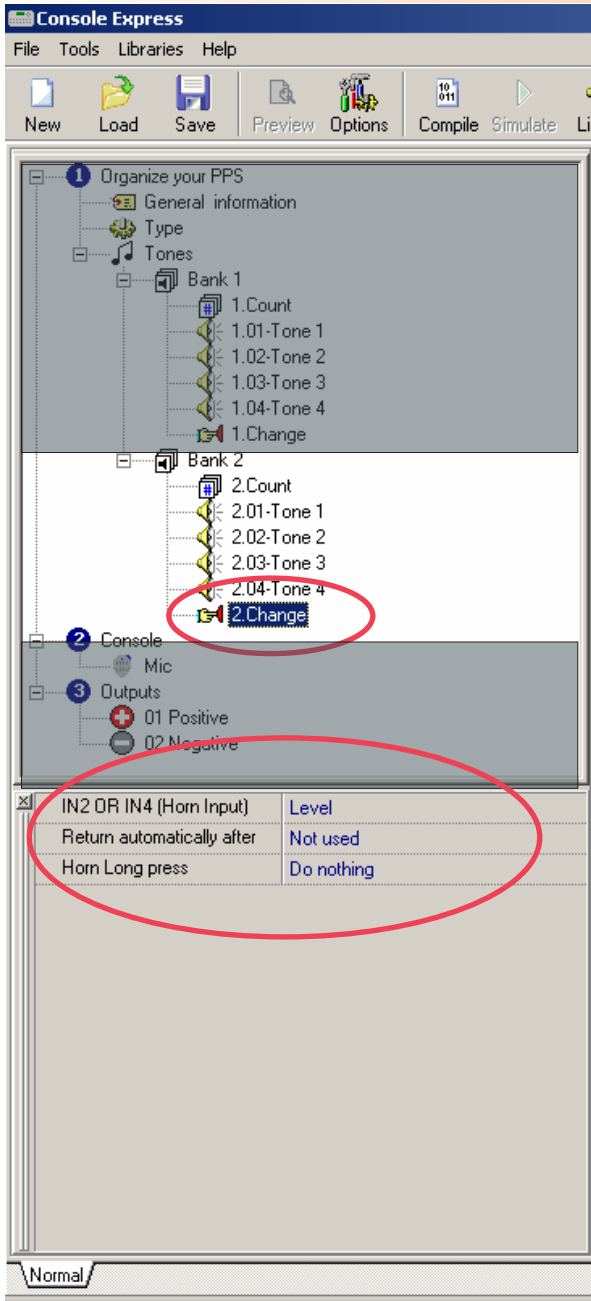 Console Express
File Tools Libraries Help
New Load Save Preview Options Compile Simulate Li
1 Organize your PPS
General information
Type
Tones
Bank 1
1.Count
1.01-Tone 1
1.02-Tone 2
1.03-Tone 3
1.04-Tone 4
1.Change
Bank 2
2.Count
2.01-Tone 1
2.02-Tone 2
2.03-Tone 3
2.04-Tone 4
2.Change
2 Console
Mic
3 Outputs
01 Positive
02 Negative
IN2 OR IN4 (Horn Input) Level
Return automatically after Not used
Horn Long press Do nothing
Normal